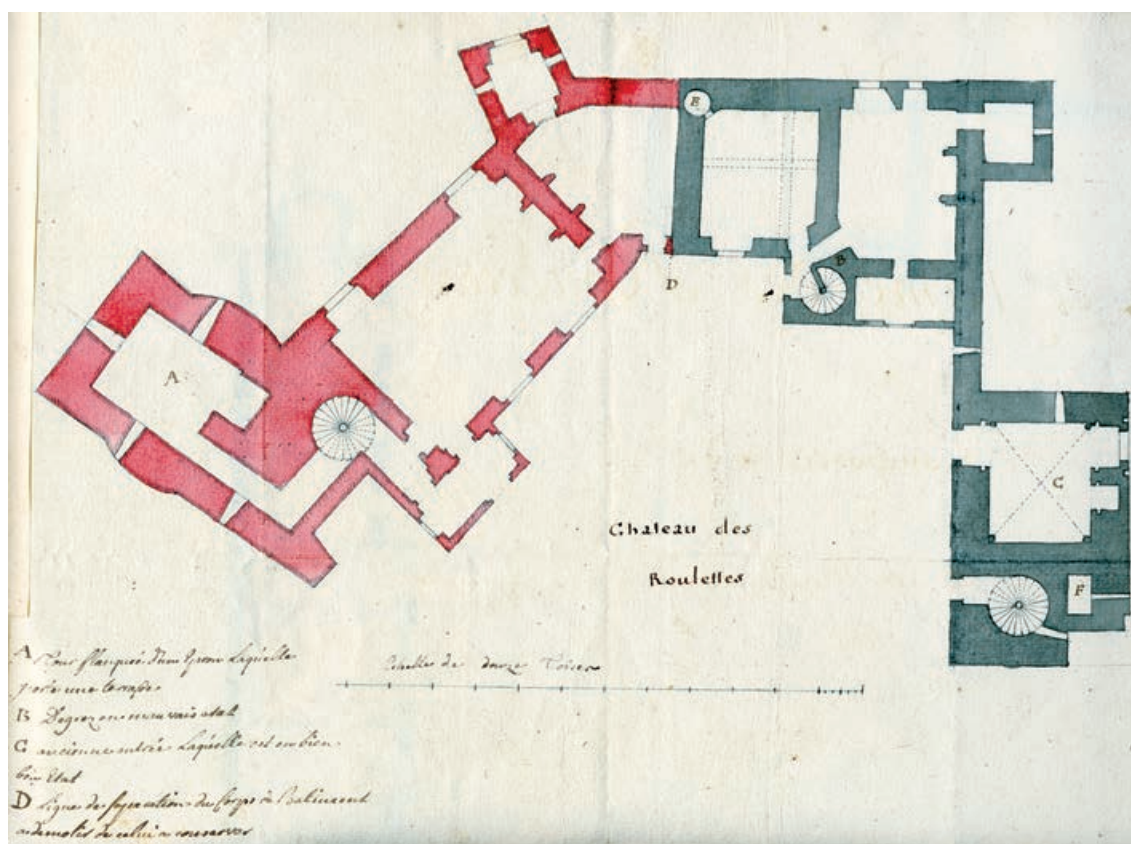 E
B
A
D
Chateau des
Roulettes
C
F
Echelle de douze Toises
A Tour flanquée d'un Eperon Laquelle
porte une terrasse
B Degrez en mauvais etat
C ancienne entrée Laquelle est en bien
bon Etat
D Ligne de separation du Corps de Batiment
a demolir de celui a conserver